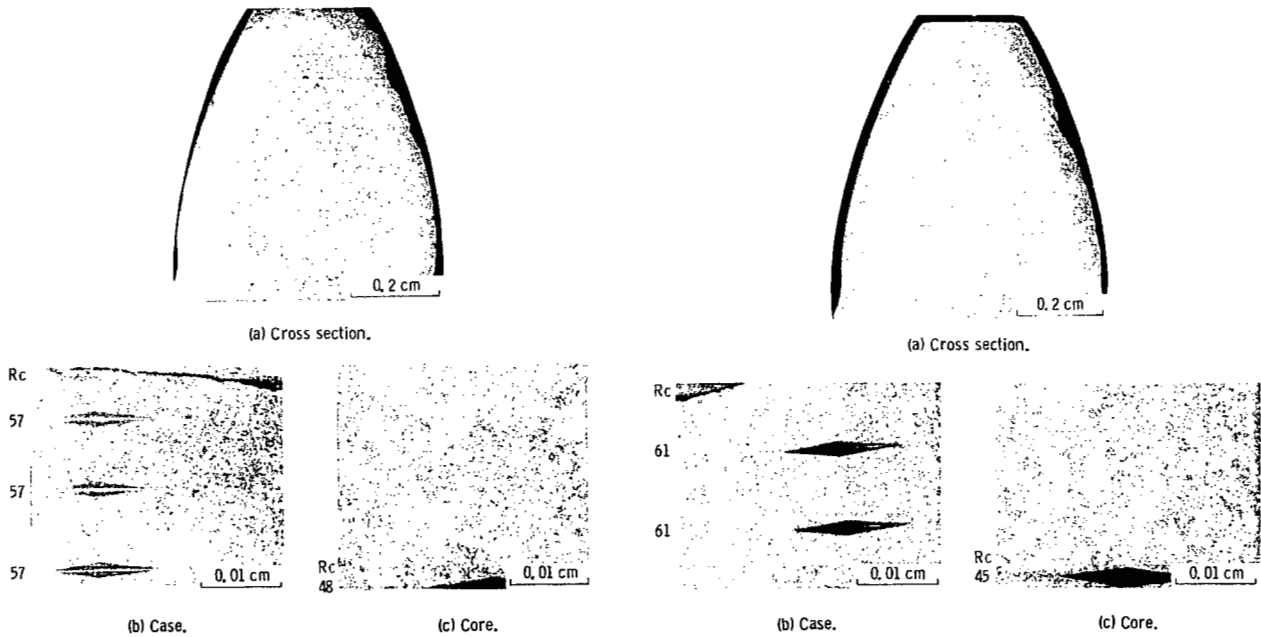 0.2 cm
(a) Cross section.
Rc
57
57
57
0.01 cm
(b) Case.
Rc
48
0.01 cm
(c) Core.
0.2 cm
(a) Cross section.
Rc
61
61
0.01 cm
(b) Case.
Rc
45
0.01 cm
(c) Core.